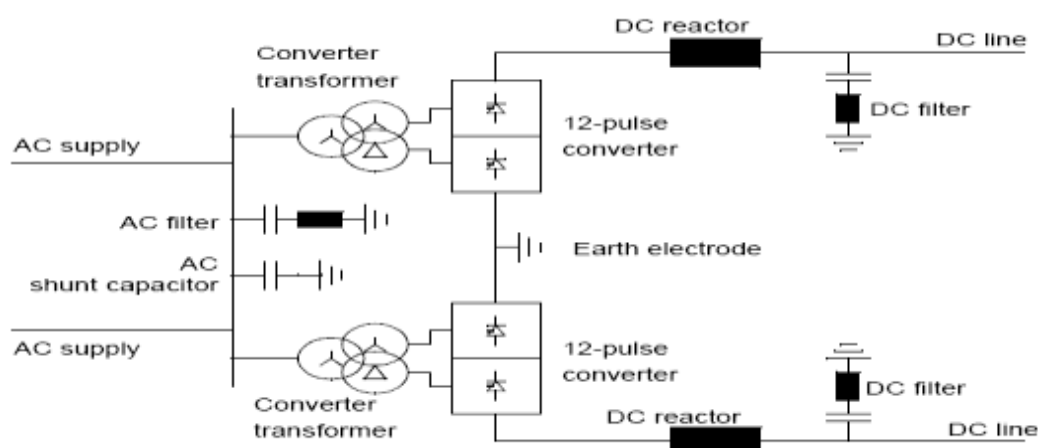 DC reactor
DC line
Converter
transformer
DC filter
12-pulse
converter
AC supply
AC filter
Earth electrode
AC
shunt capacitor
AC supply
12-pulse
converter
DC filter
Converter
transformer
DC reactor
DC line